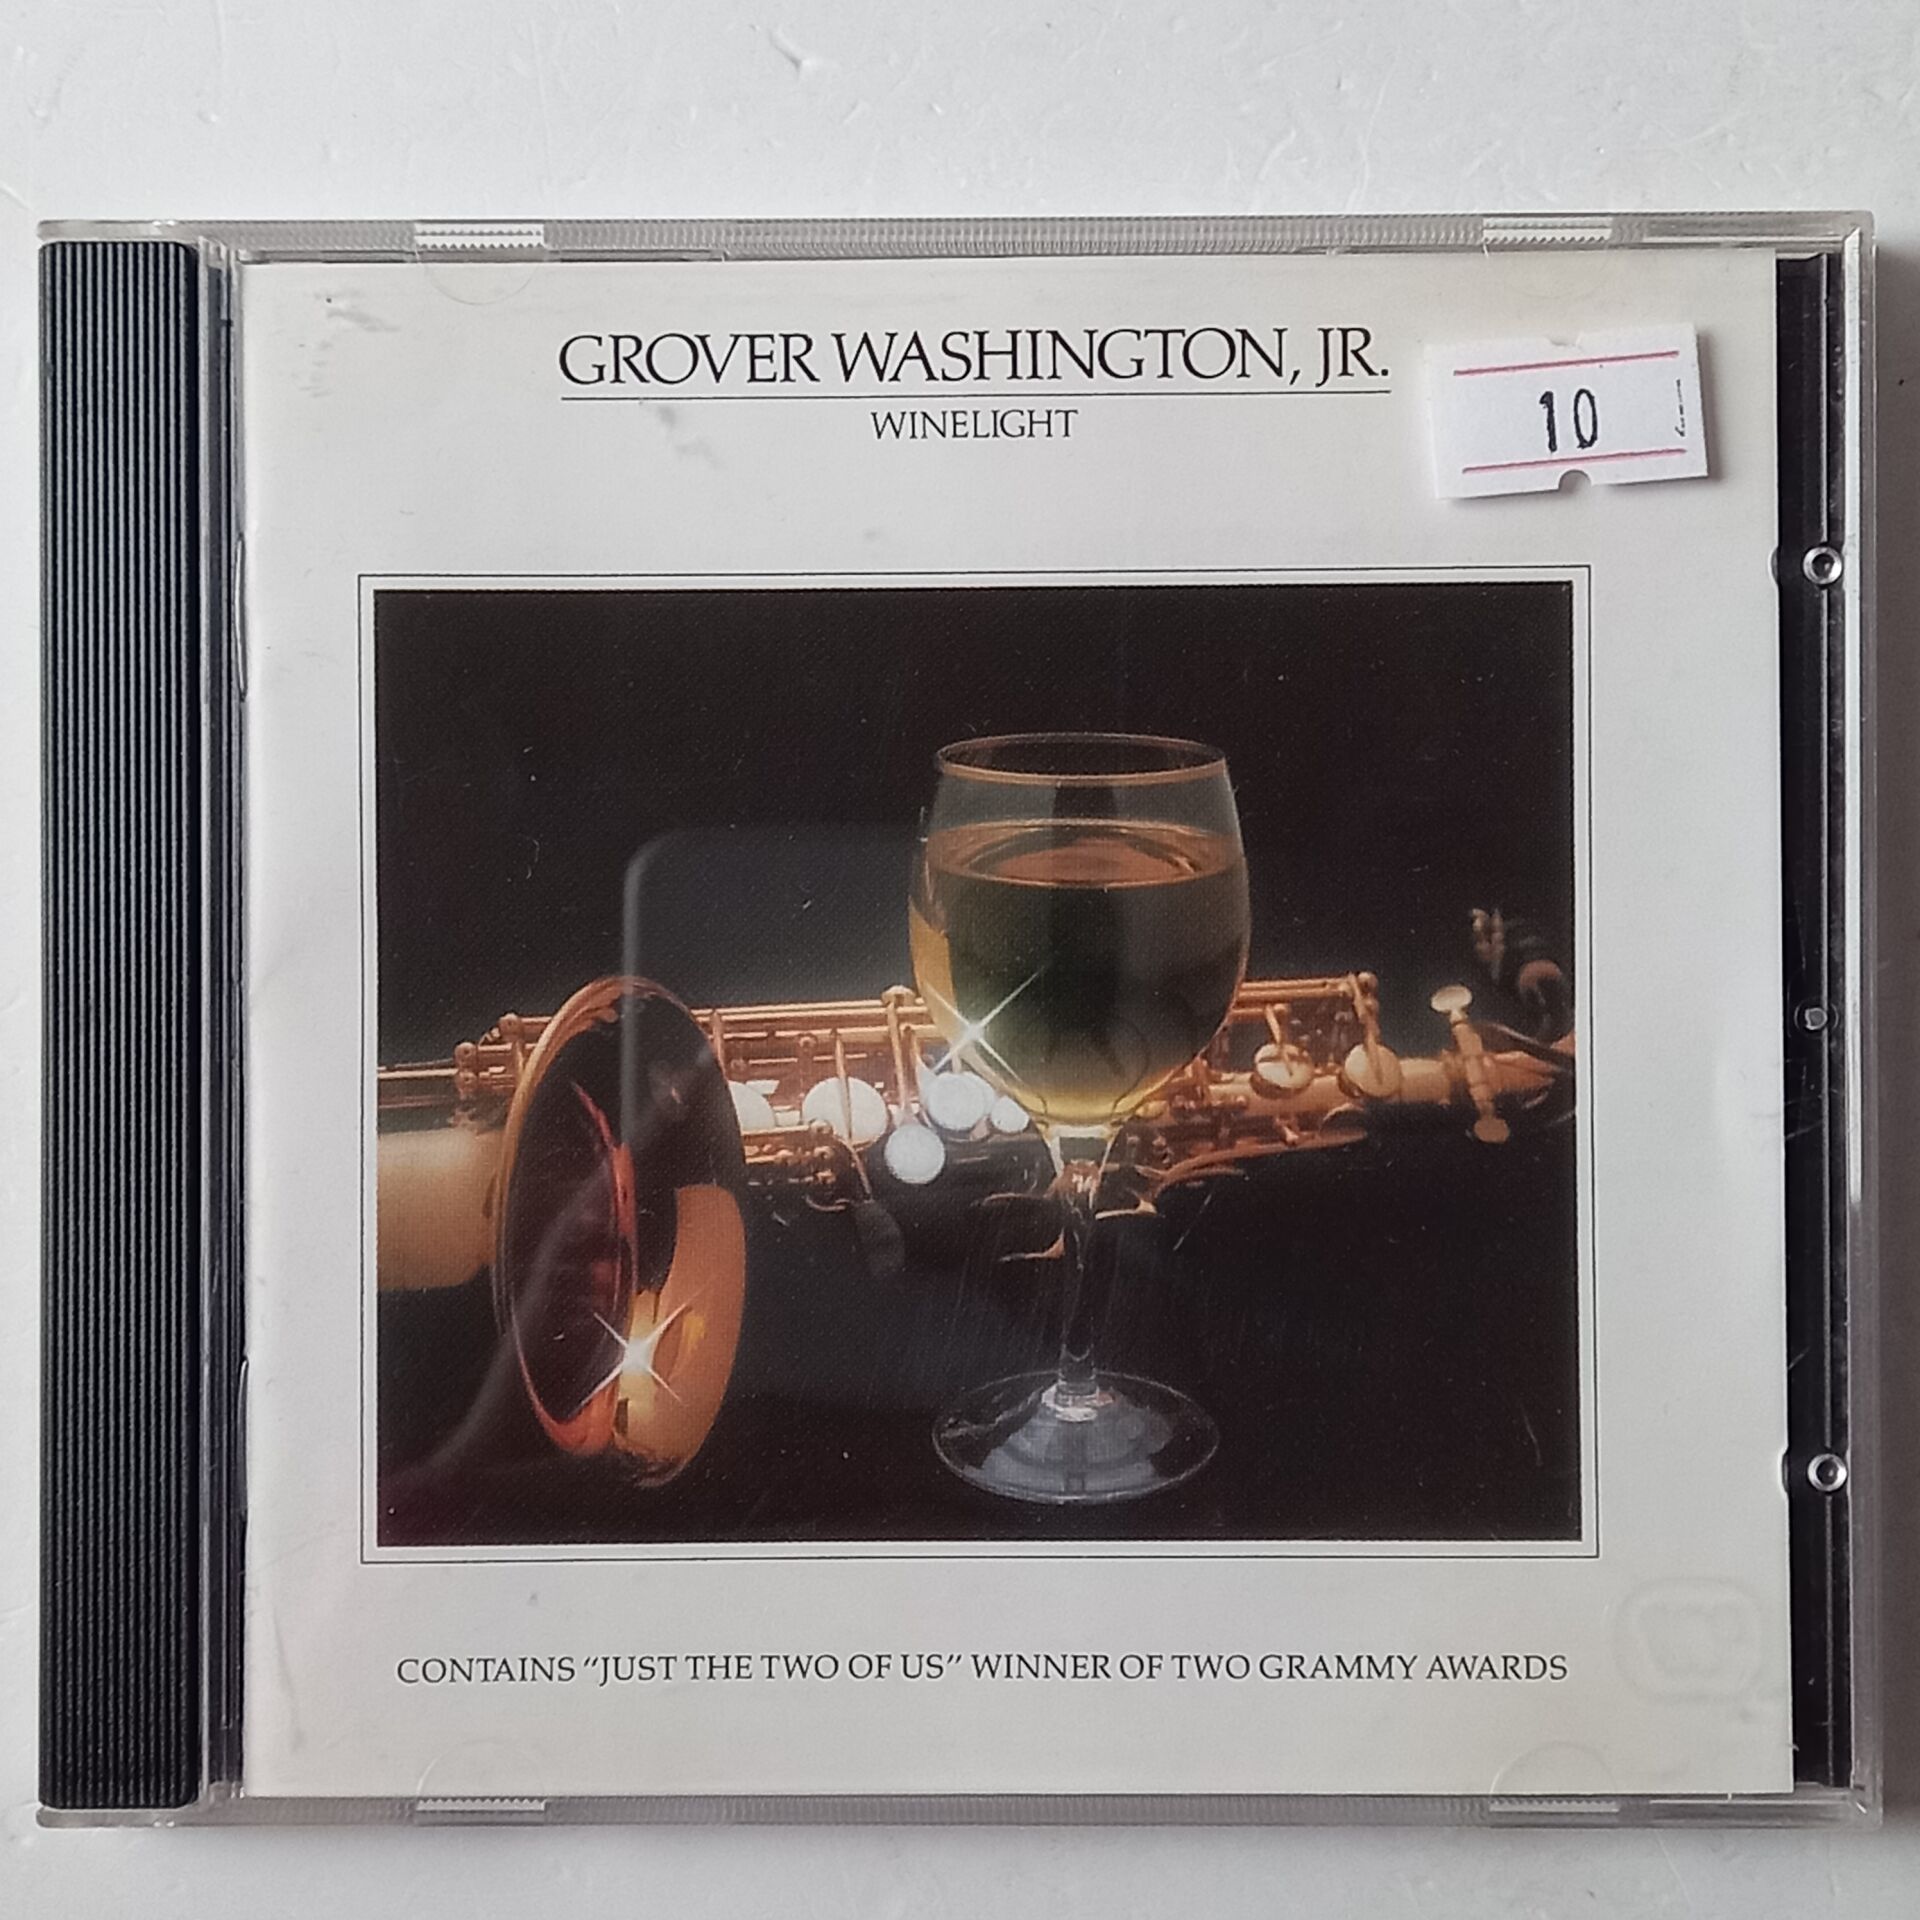 GROVER WASHINGTON, JR.
WINELIGHT
10
CONTAINS “JUST THE TWO OF US” WINNER OF TWO GRAMMY AWARDS